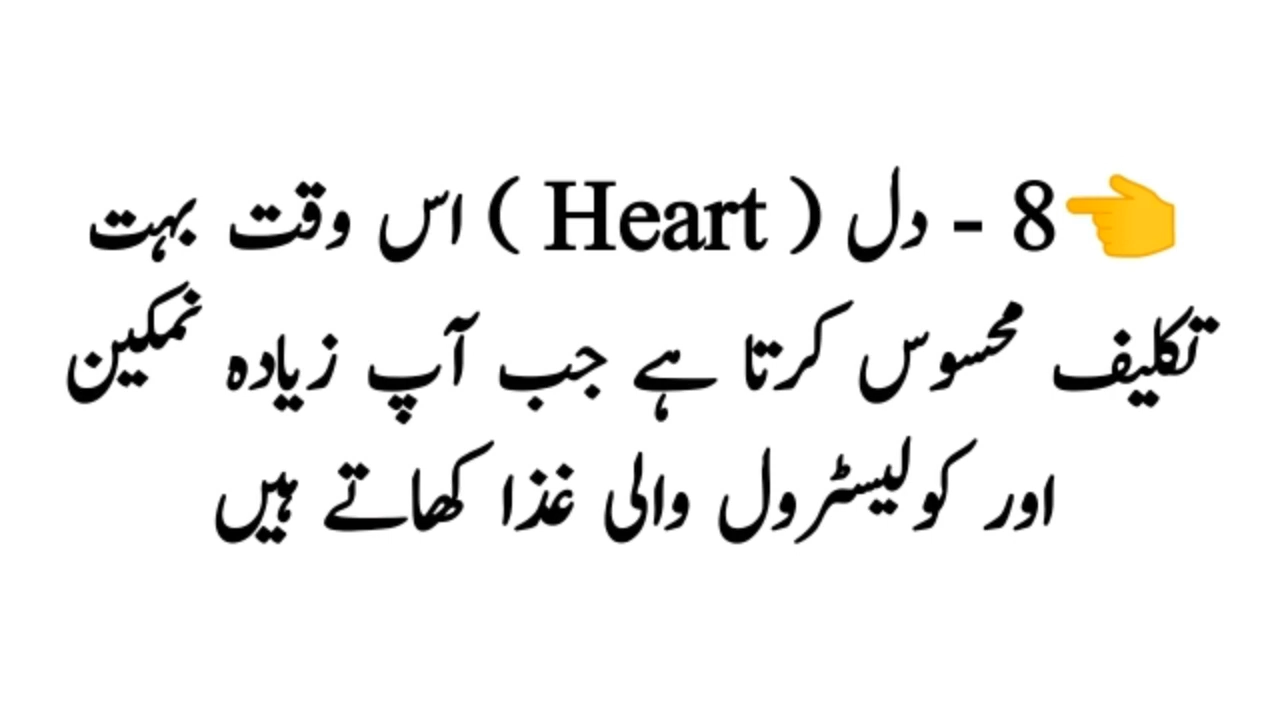 👈8 - دل ( Heart ) اس وقت بہت
تکلیف محسوس کرتا ہے جب آپ زیادہ نمکین
اور کولیسٹرول والی غذا کھاتے ہیں